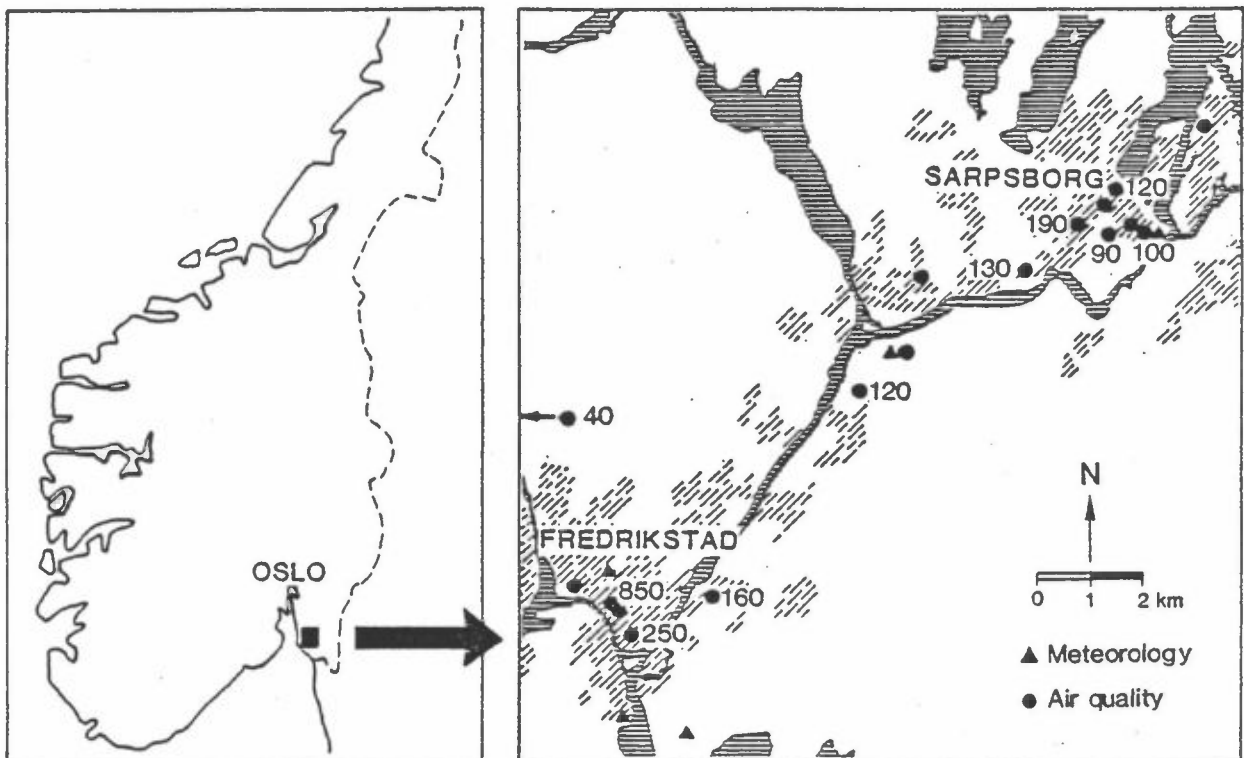 OSLO
SARPSBORG
120
190
90
100
130
120
40
FREDRIKSTAD
850
160
250
N
0 1 2 km
Meteorology
Air quality